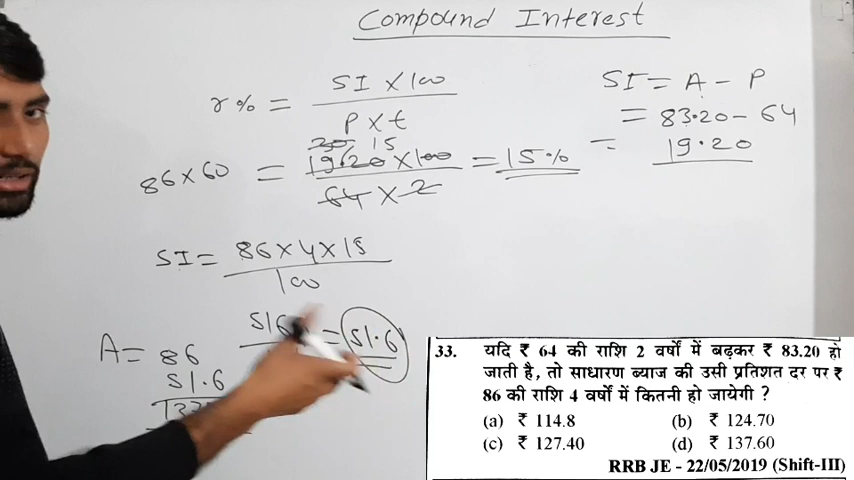 Compound Interest
SI × 100
r% =
P × t
SI = A - P
= 83.20 - 64
= 19.20
15
86×60 = 19.20 × 100 = 15%
64 × 2
SI = 86×4×15
100
516 = 51.6
A = 86
51.6
33. यदि ₹ 64 की राशि 2 वर्षों में बढ़कर ₹ 83.20 हो
जाती है, तो साधारण ब्याज की उसी प्रतिशत दर पर ₹
86 की राशि 4 वर्षों में कितनी हो जायेगी ?
(a) ₹ 114.8 (b) ₹ 124.70
(c) ₹ 127.40 (d) ₹ 137.60
RRB JE - 22/05/2019 (Shift-III)